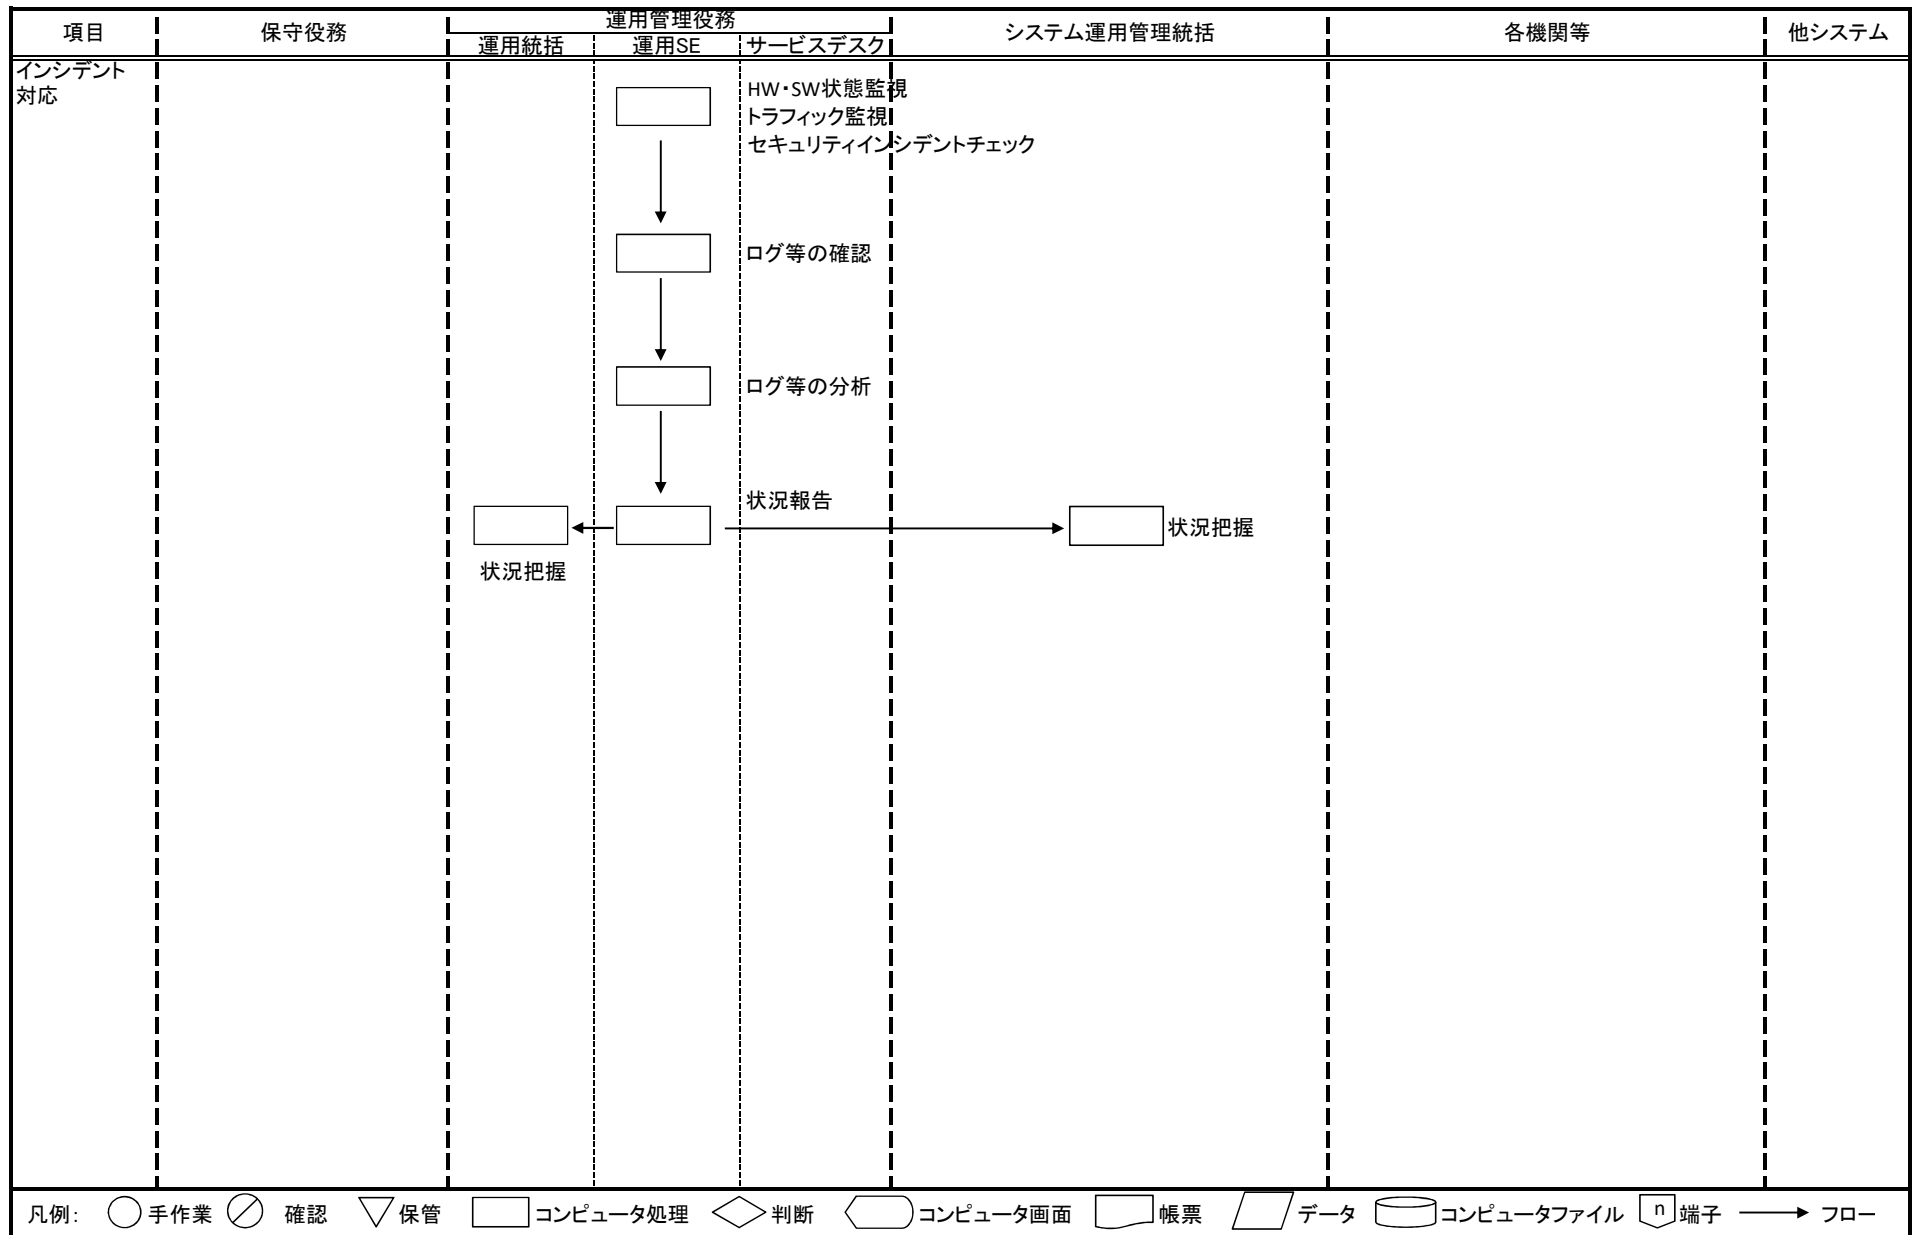 項目
保守役務
運用管理役務
運用統括
運用SE
サービスデスク
システム運用管理統括
各機関等
他システム
インシデント
対応
HW・SW状態監視
トラフィック監視
セキュリティインシデントチェック
ログ等の確認
ログ等の分析
状況報告
状況把握
状況把握
凡例: 手作業 確認 保管 コンピュータ処理 判断 コンピュータ画面 帳票 データ コンピュータファイル n 端子 フロー